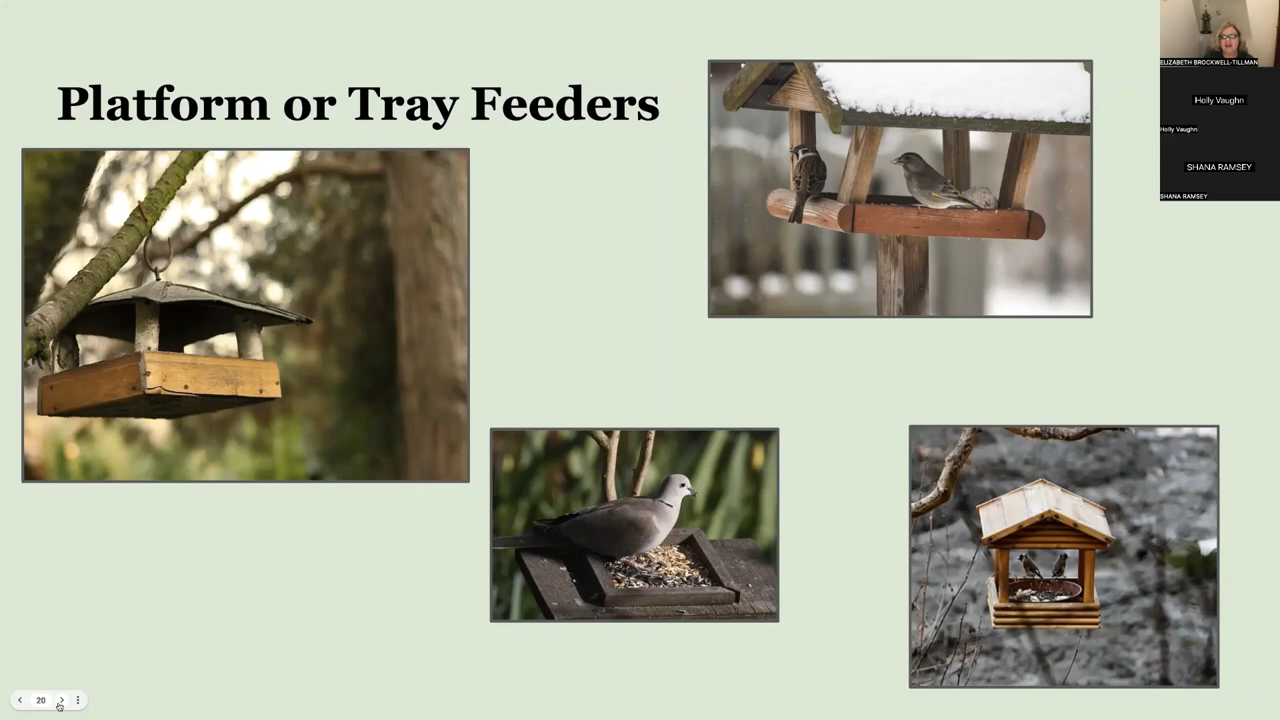 Platform or Tray Feeders
ELIZABETH BROCKWELL-TILLMAN
Holly Vaughn
Holly Vaughn
SHANA RAMSEY
SHANA RAMSEY
20